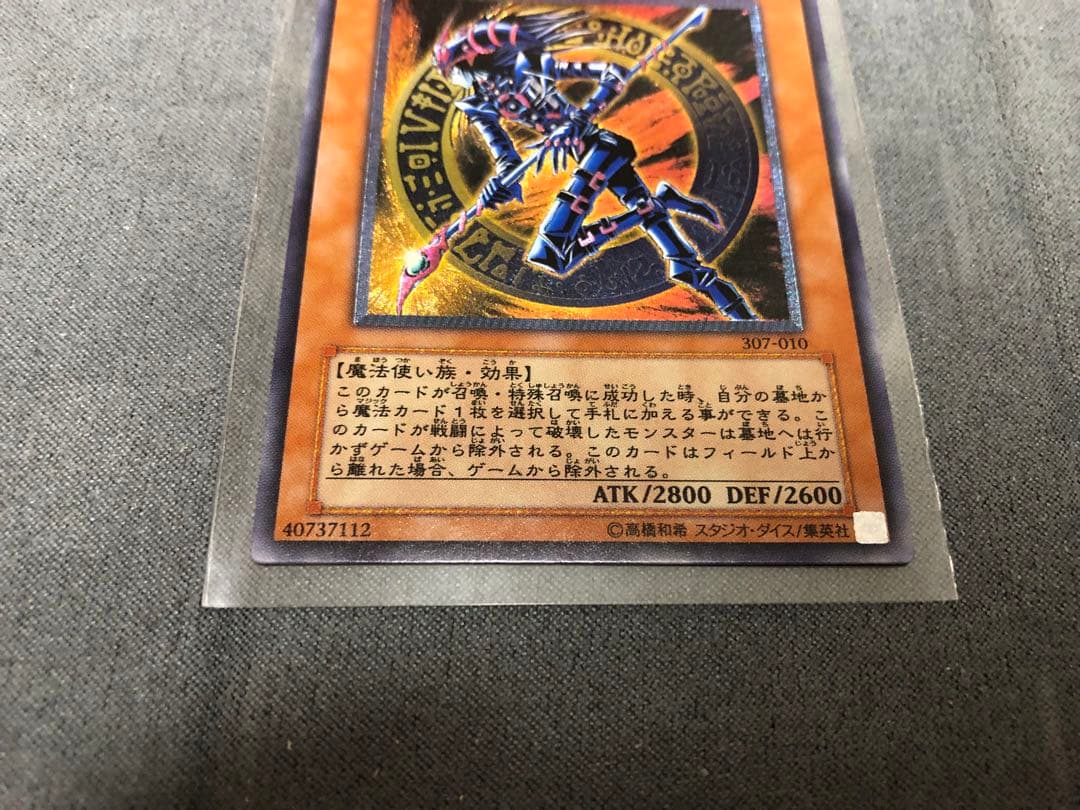 307-010
【魔法使い族・効果】
このカードが召喚・特殊召喚に成功した時、自分の墓地か
ら魔法カード1枚を選択して手札に加える事ができる。こ
のカードが戦闘によって破壊したモンスターは墓地へは行
かずゲームから除外される。このカードはフィールド上か
ら離れた場合、ゲームから除外される。
ATK/2800 DEF/2600
40737112
©高橋和希 スタジオ・ダイス/集英社